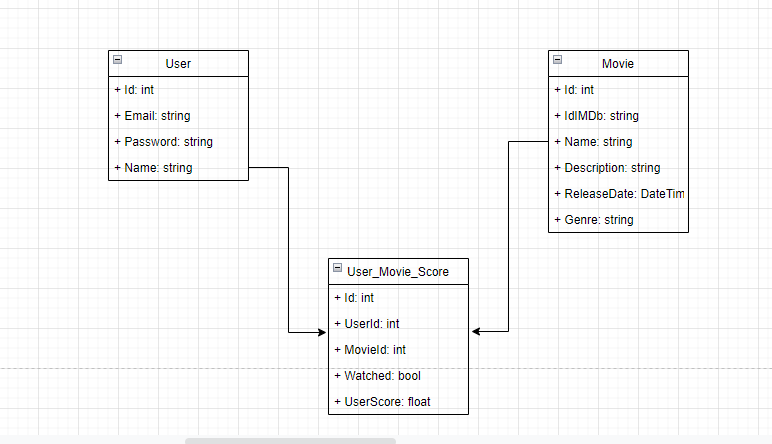 User
+ Id: int
+ Email: string
+ Password: string
+ Name: string
Movie
+ Id: int
+ IdIMDb: string
+ Name: string
+ Description: string
+ ReleaseDate: DateTim
+ Genre: string
User_Movie_Score
+ Id: int
+ UserId: int
+ MovieId: int
+ Watched: bool
+ UserScore: float